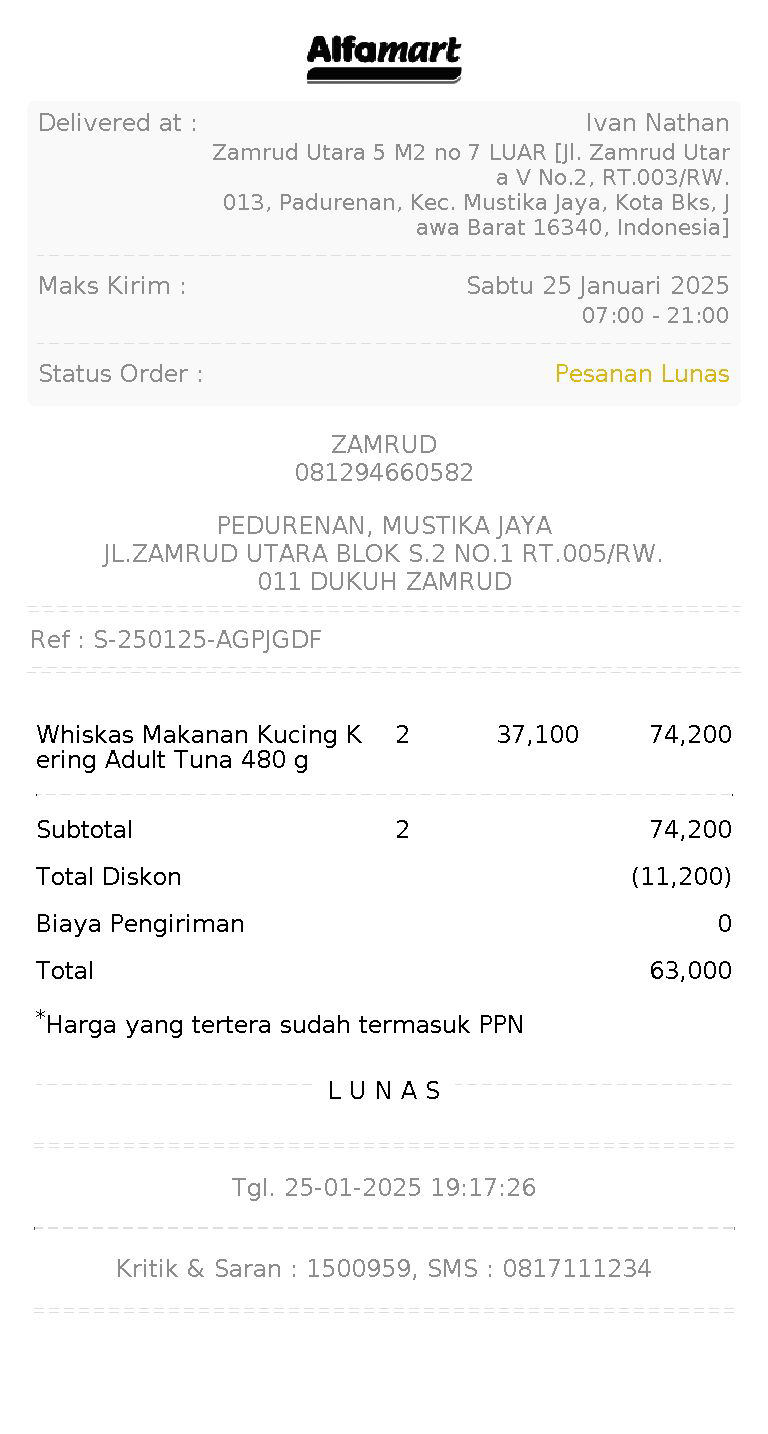 Alfamart
Delivered at : Ivan Nathan
Zamrud Utara 5 M2 no 7 LUAR [Jl. Zamrud Utar
a V No.2, RT.003/RW.
013, Padurenan, Kec. Mustika Jaya, Kota Bks, J
awa Barat 16340, Indonesia]
Maks Kirim : Sabtu 25 Januari 2025
07:00 - 21:00
Status Order : Pesanan Lunas
ZAMRUD
081294660582
PEDURENAN, MUSTIKA JAYA
JL.ZAMRUD UTARA BLOK S.2 NO.1 RT.005/RW.
011 DUKUH ZAMRUD
Ref : S-250125-AGPJGDF
Whiskas Makanan Kucing K 2 37,100 74,200
ering Adult Tuna 480 g
Subtotal 2 74,200
Total Diskon (11,200)
Biaya Pengiriman 0
Total 63,000
*Harga yang tertera sudah termasuk PPN
L U N A S
Tgl. 25-01-2025 19:17:26
Kritik & Saran : 1500959, SMS : 0817111234